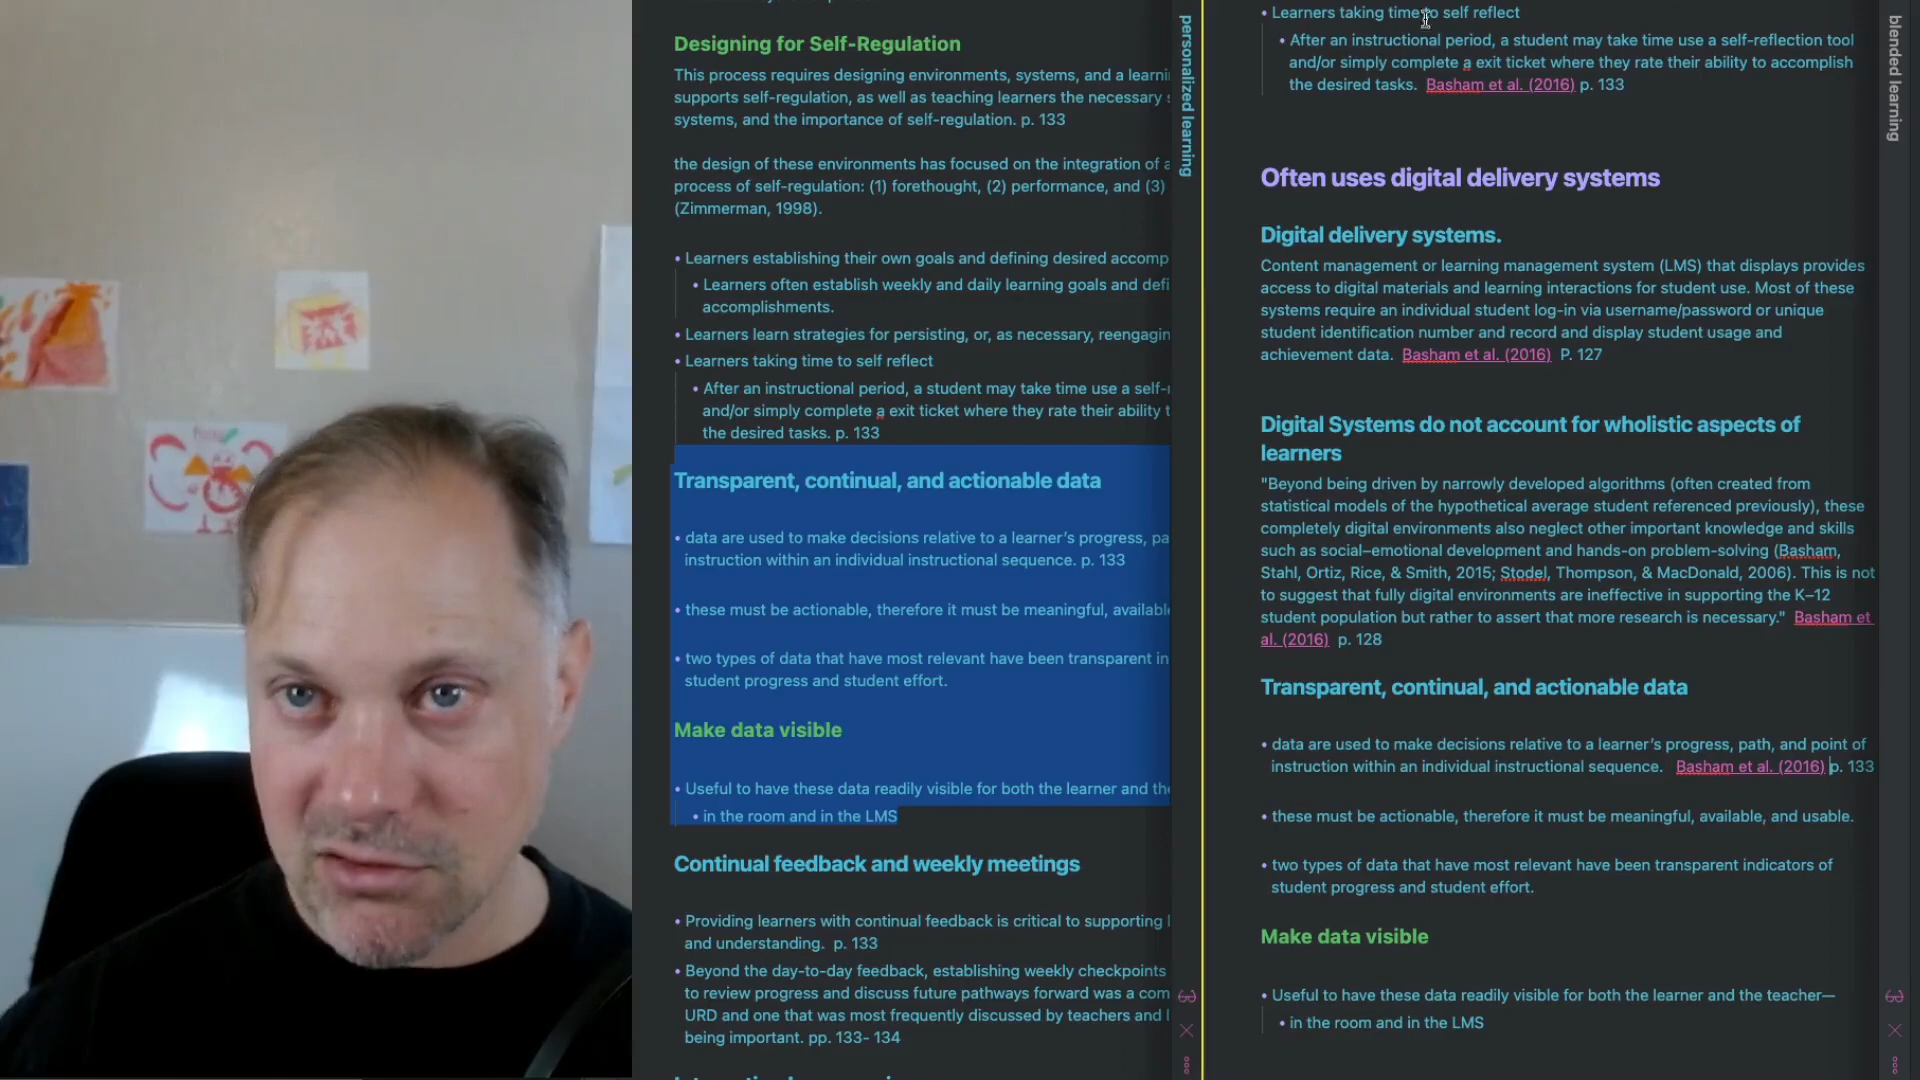 Designing for Self-Regulation
This process requires designing environments, systems, and a learni
supports self-regulation, as well as teaching learners the necessary s
systems, and the importance of self-regulation. p. 133
the design of these environments has focused on the integration of a
process of self-regulation: (1) forethought, (2) performance, and (3)
(Zimmerman, 1998).
• Learners establishing their own goals and defining desired accomp
• Learners often establish weekly and daily learning goals and defi
accomplishments.
• Learners learn strategies for persisting, or, as necessary, reengagin
• Learners taking time to self reflect
• After an instructional period, a student may take time use a self-r
and/or simply complete a exit ticket where they rate their ability t
the desired tasks. p. 133
Transparent, continual, and actionable data
• data are used to make decisions relative to a learner's progress, pa
instruction within an individual instructional sequence. p. 133
• these must be actionable, therefore it must be meaningful, available
• two types of data that have most relevant have been transparent in
student progress and student effort.
Make data visible
• Useful to have these data readily visible for both the learner and the
• in the room and in the LMS
Continual feedback and weekly meetings
• Providing learners with continual feedback is critical to supporting l
and understanding. p. 133
• Beyond the day-to-day feedback, establishing weekly checkpoints
to review progress and discuss future pathways forward was a com
URD and one that was most frequently discussed by teachers and l
being important. pp. 133- 134
personalized learning
• Learners taking time to self reflect
• After an instructional period, a student may take time use a self-reflection tool
and/or simply complete a exit ticket where they rate their ability to accomplish
the desired tasks. Basham et al. (2016) p. 133
Often uses digital delivery systems
Digital delivery systems.
Content management or learning management system (LMS) that displays provides
access to digital materials and learning interactions for student use. Most of these
systems require an individual student log-in via username/password or unique
student identification number and record and display student usage and
achievement data. Basham et al. (2016) P. 127
Digital Systems do not account for wholistic aspects of
learners
"Beyond being driven by narrowly developed algorithms (often created from
statistical models of the hypothetical average student referenced previously), these
completely digital environments also neglect other important knowledge and skills
such as social–emotional development and hands-on problem-solving (Basham,
Stahl, Ortiz, Rice, & Smith, 2015; Stodel, Thompson, & MacDonald, 2006). This is not
to suggest that fully digital environments are ineffective in supporting the K–12
student population but rather to assert that more research is necessary." Basham et
al. (2016) p. 128
Transparent, continual, and actionable data
• data are used to make decisions relative to a learner's progress, path, and point of
instruction within an individual instructional sequence. Basham et al. (2016) p. 133
• these must be actionable, therefore it must be meaningful, available, and usable.
• two types of data that have most relevant have been transparent indicators of
student progress and student effort.
Make data visible
• Useful to have these data readily visible for both the learner and the teacher—
• in the room and in the LMS
blended learning